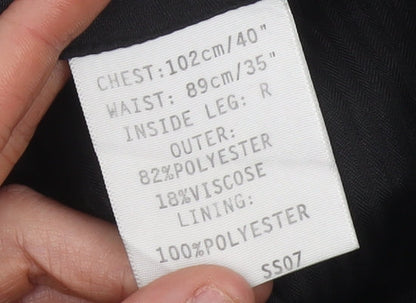 CHEST:102cm/40"
WAIST: 89cm/35"
INSIDE LEG: R
OUTER:
82%POLYESTER
18%VISCOSE
LINING:
100%POLYESTER
SS07